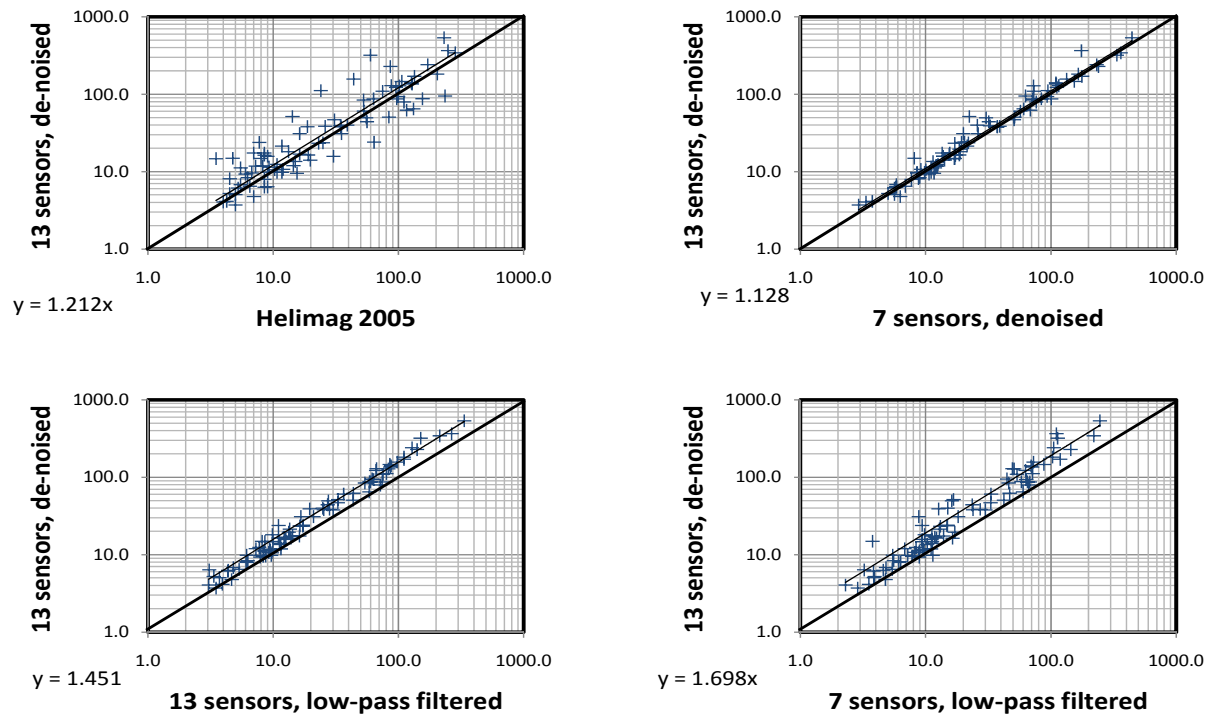 13 sensors, de-noised
1000.0
100.0
10.0
1.0
1.0 10.0 100.0 1000.0
y = 1.212x
Helimag 2005
13 sensors, de-noised
1000.0
100.0
10.0
1.0
1.0 10.0 100.0 1000.0
y = 1.128
7 sensors, denoised
13 sensors, de-noised
1000.0
100.0
10.0
1.0
1.0 10.0 100.0 1000.0
y = 1.451
13 sensors, low-pass filtered
13 sensors, de-noised
1000.0
100.0
10.0
1.0
1.0 10.0 100.0 1000.0
y = 1.698x
7 sensors, low-pass filtered